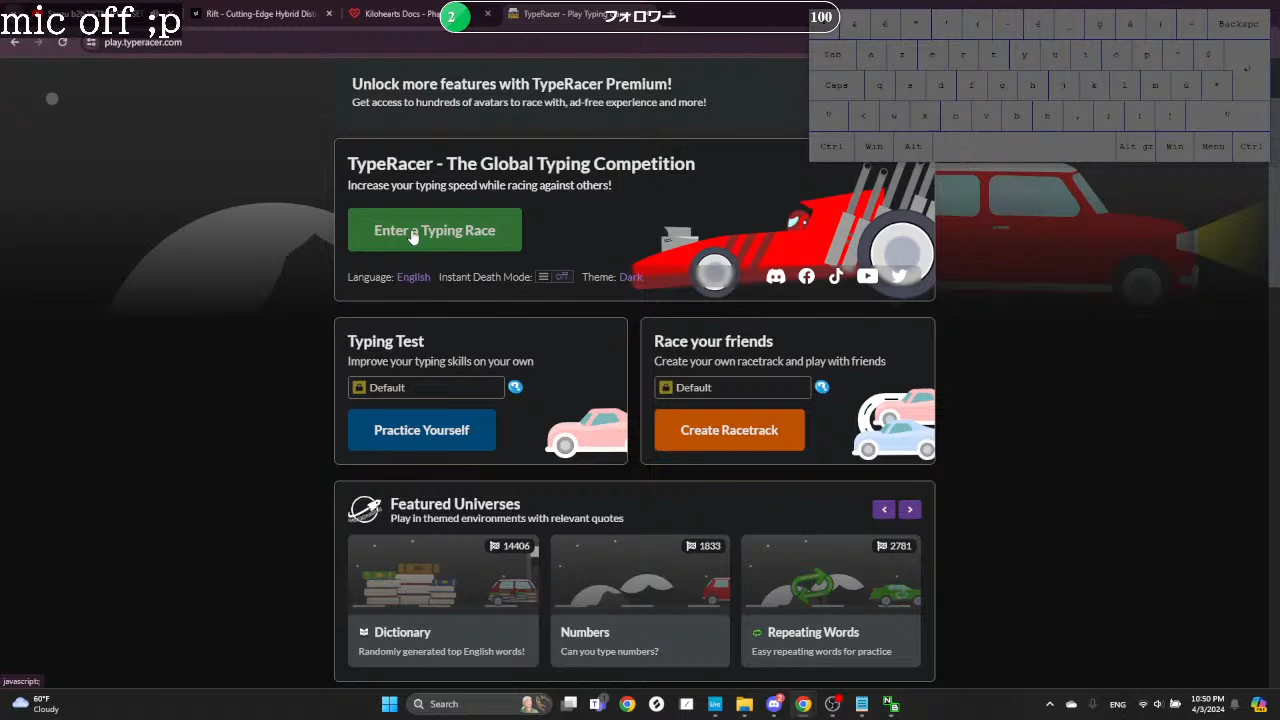 mic off ;p
Rift - Cutting-Edge Hybrid Dist
Kilohearts Docs - Ph
TypeRacer - Play Typing
2
フォロワー
100
play.typeracer.com
Backspc
Tab a z e r t y u i o p
Caps q s d f g h j k l m ù *
< w x c v b n , ; : !
Ctrl Win Alt Alt gr Win Menu Ctrl
Unlock more features with TypeRacer Premium!
Get access to hundreds of avatars to race with, ad-free experience and more!
TypeRacer - The Global Typing Competition
Increase your typing speed while racing against others!
Enter a Typing Race
Language: English Instant Death Mode: off Theme: Dark
Typing Test
Improve your typing skills on your own
Default
Practice Yourself
Race your friends
Create your own racetrack and play with friends
Default
Create Racetrack
Featured Universes
Play in themed environments with relevant quotes
< >
14406
Dictionary
Randomly generated top English words!
1833
Numbers
Can you type numbers?
2781
Repeating Words
Easy repeating words for practice
javascript:;
60°F
Cloudy
Search
Live
2
ENG
10:50 PM
4/3/2024